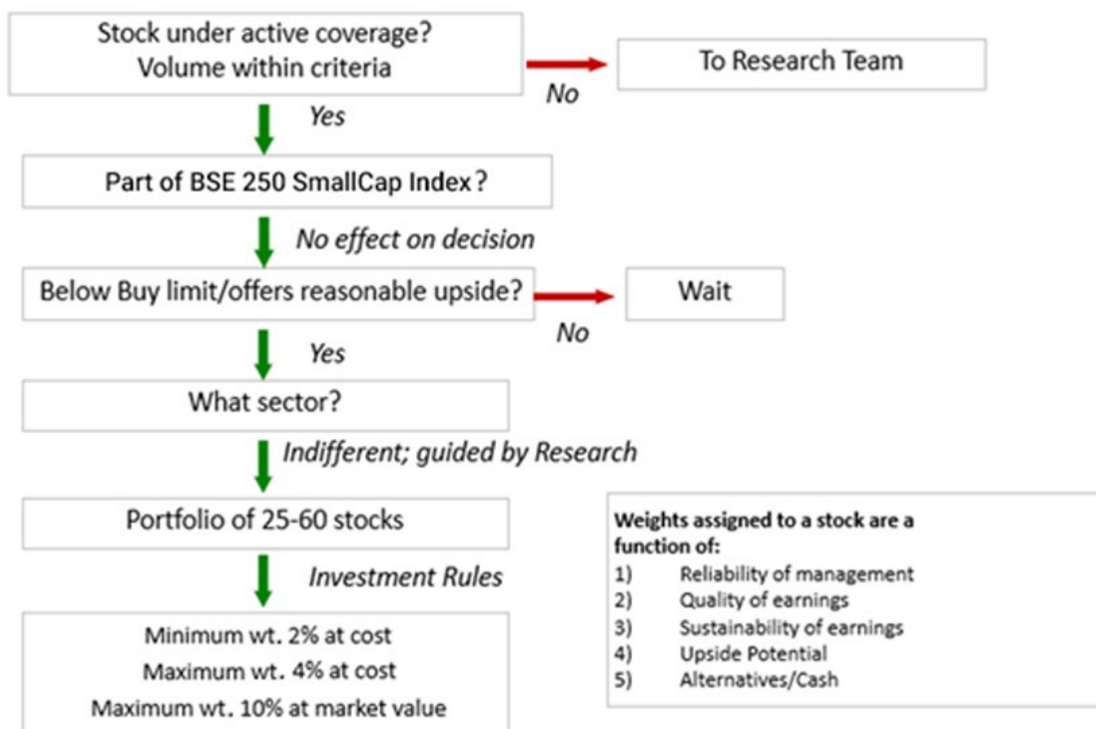 Stock under active coverage?
Volume within criteria
To Research Team
No
Yes
Part of BSE 250 SmallCap Index?
No effect on decision
Below Buy limit/offers reasonable upside?
Wait
No
Yes
What sector?
Indifferent; guided by Research
Portfolio of 25-60 stocks
Investment Rules
Minimum wt. 2% at cost
Maximum wt. 4% at cost
Maximum wt. 10% at market value
Weights assigned to a stock are a
function of:
1) Reliability of management
2) Quality of earnings
3) Sustainability of earnings
4) Upside Potential
5) Alternatives/Cash